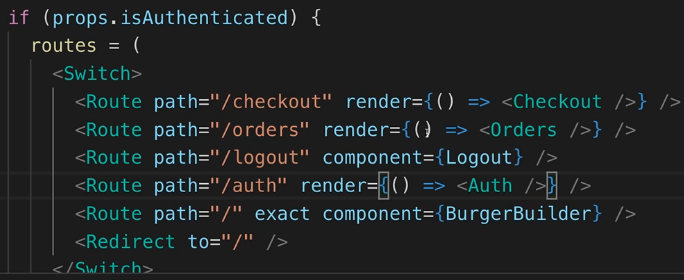 if (props.isAuthenticated) {
routes = (
<Switch>
<Route path="/checkout" render={() => <Checkout />} />
<Route path="/orders" render={() => <Orders />} />
<Route path="/logout" component={Logout} />
<Route path="/auth" render={() => <Auth />} />
<Route path="/" exact component={BurgerBuilder} />
<Redirect to="/" />
</Switch>